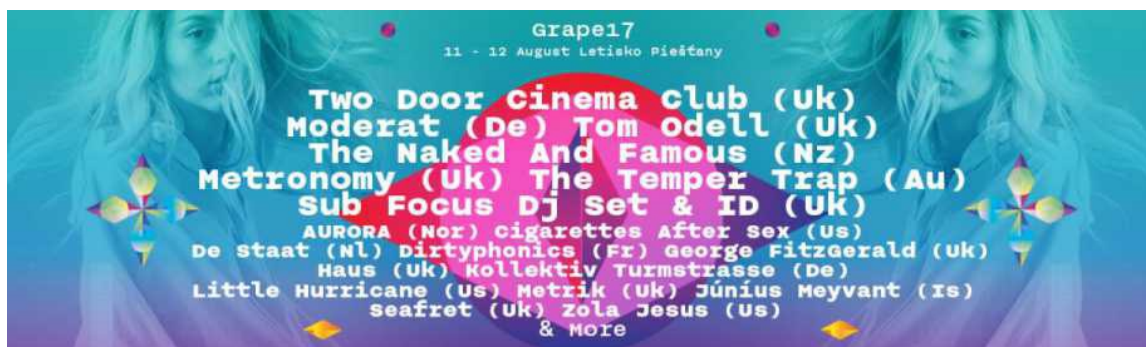 Grape17
11 - 12 August Letisko Piešťany
Two Door Cinema Club (Uk)
Moderat (De) Tom Odell (Uk)
The Naked And Famous (Nz)
Metronomy (Uk) The Temper Trap (Au)
Sub Focus Dj Set & ID (Uk)
AURORA (Nor) Cigarettes After Sex (Us)
De Staat (Nl) Dirtyphonics (Fr) George FitzGerald (Uk)
Haus (Uk) Kollektiv Turmstrasse (De)
Little Hurricane (Us) Metrik (Uk) Júníus Meyvant (Is)
Seafret (Uk) Zola Jesus (Us)
& More